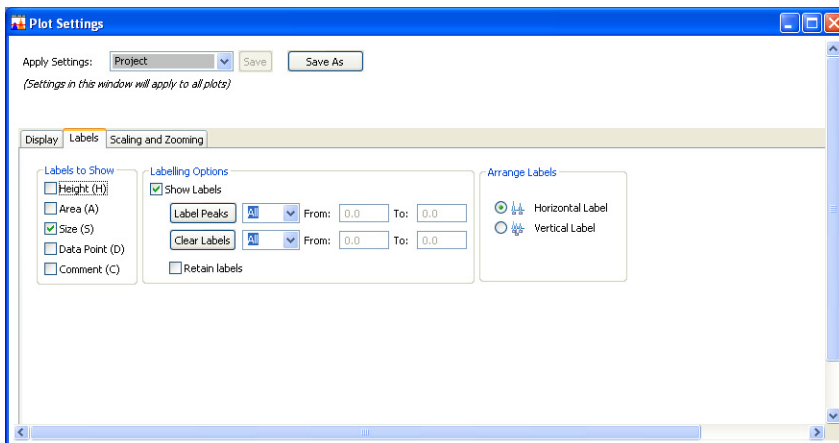 Plot Settings
Apply Settings: Project Save Save As
(Settings in this window will apply to all plots)
Display Labels Scaling and Zooming
Labels to Show
Height (H)
Area (A)
Size (S)
Data Point (D)
Comment (C)
Labelling Options
Show Labels
Label Peaks All From: 0.0 To: 0.0
Clear Labels All From: 0.0 To: 0.0
Retain labels
Arrange Labels
Horizontal Label
Vertical Label